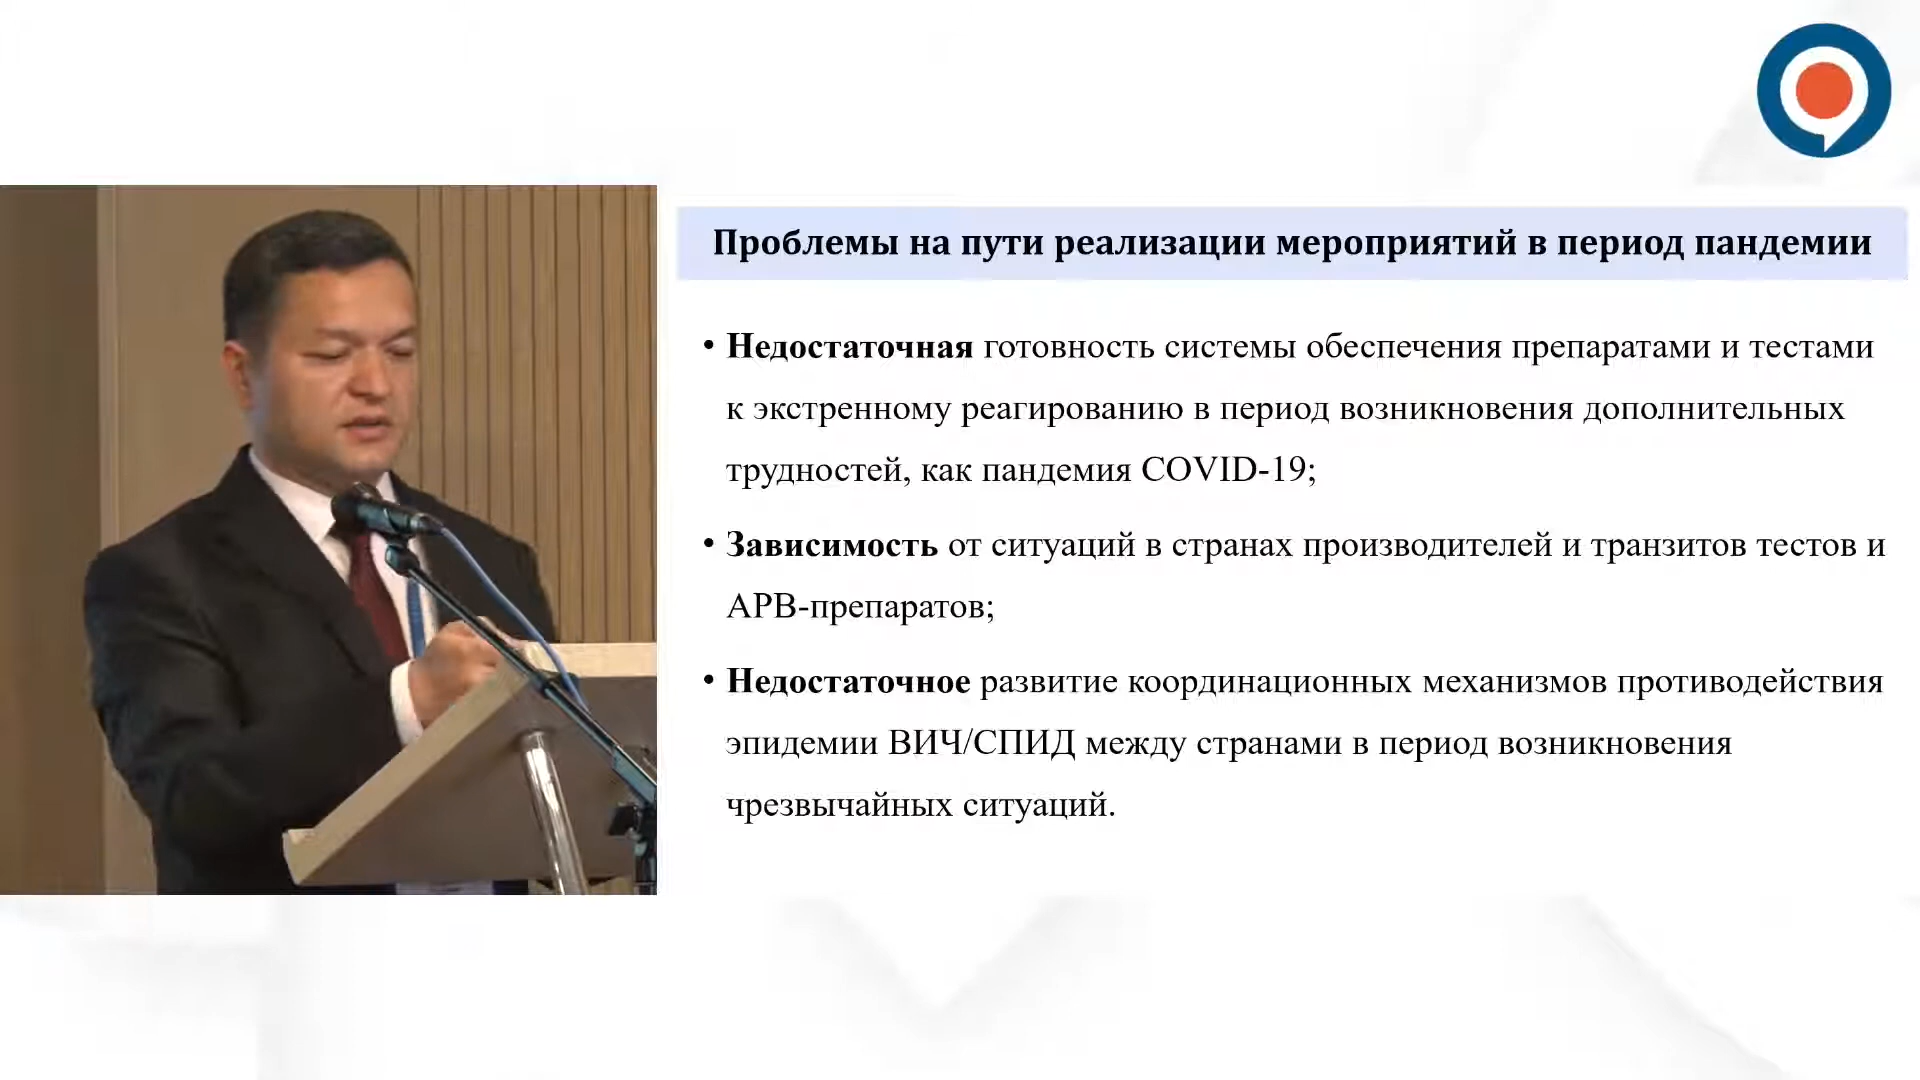 Проблемы на пути реализации мероприятий в период пандемии
• Недостаточная готовность системы обеспечения препаратами и тестами
к экстренному реагированию в период возникновения дополнительных
трудностей, как пандемия COVID-19;
• Зависимость от ситуаций в странах производителей и транзитов тестов и
АРВ-препаратов;
• Недостаточное развитие координационных механизмов противодействия
эпидемии ВИЧ/СПИД между странами в период возникновения
чрезвычайных ситуаций.